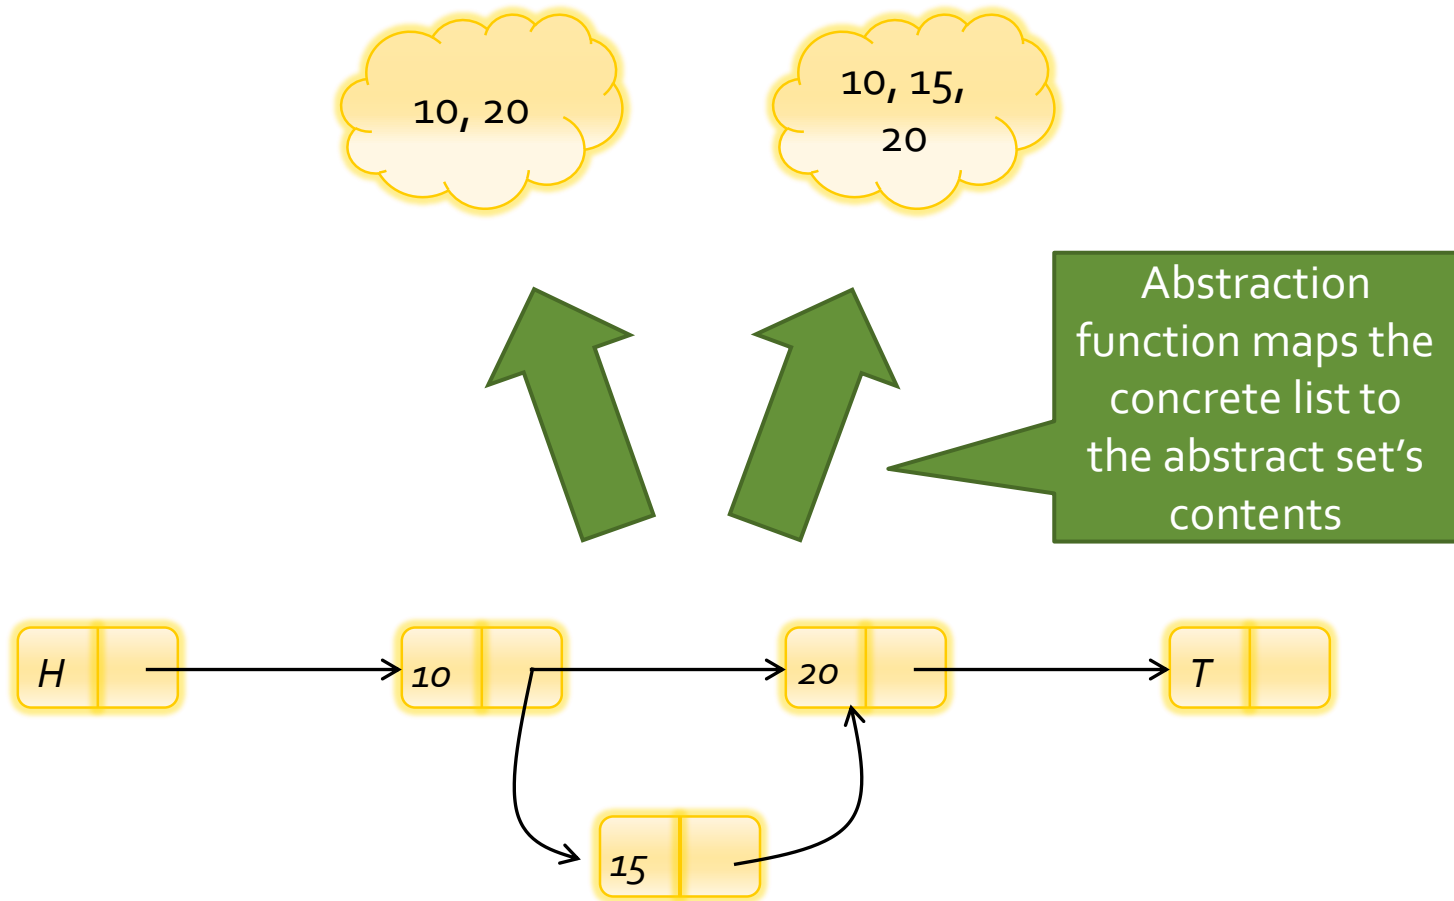 10, 20
10, 15,
20
Abstraction
function maps the
concrete list to
the abstract set's
contents
H
10
20
T
15